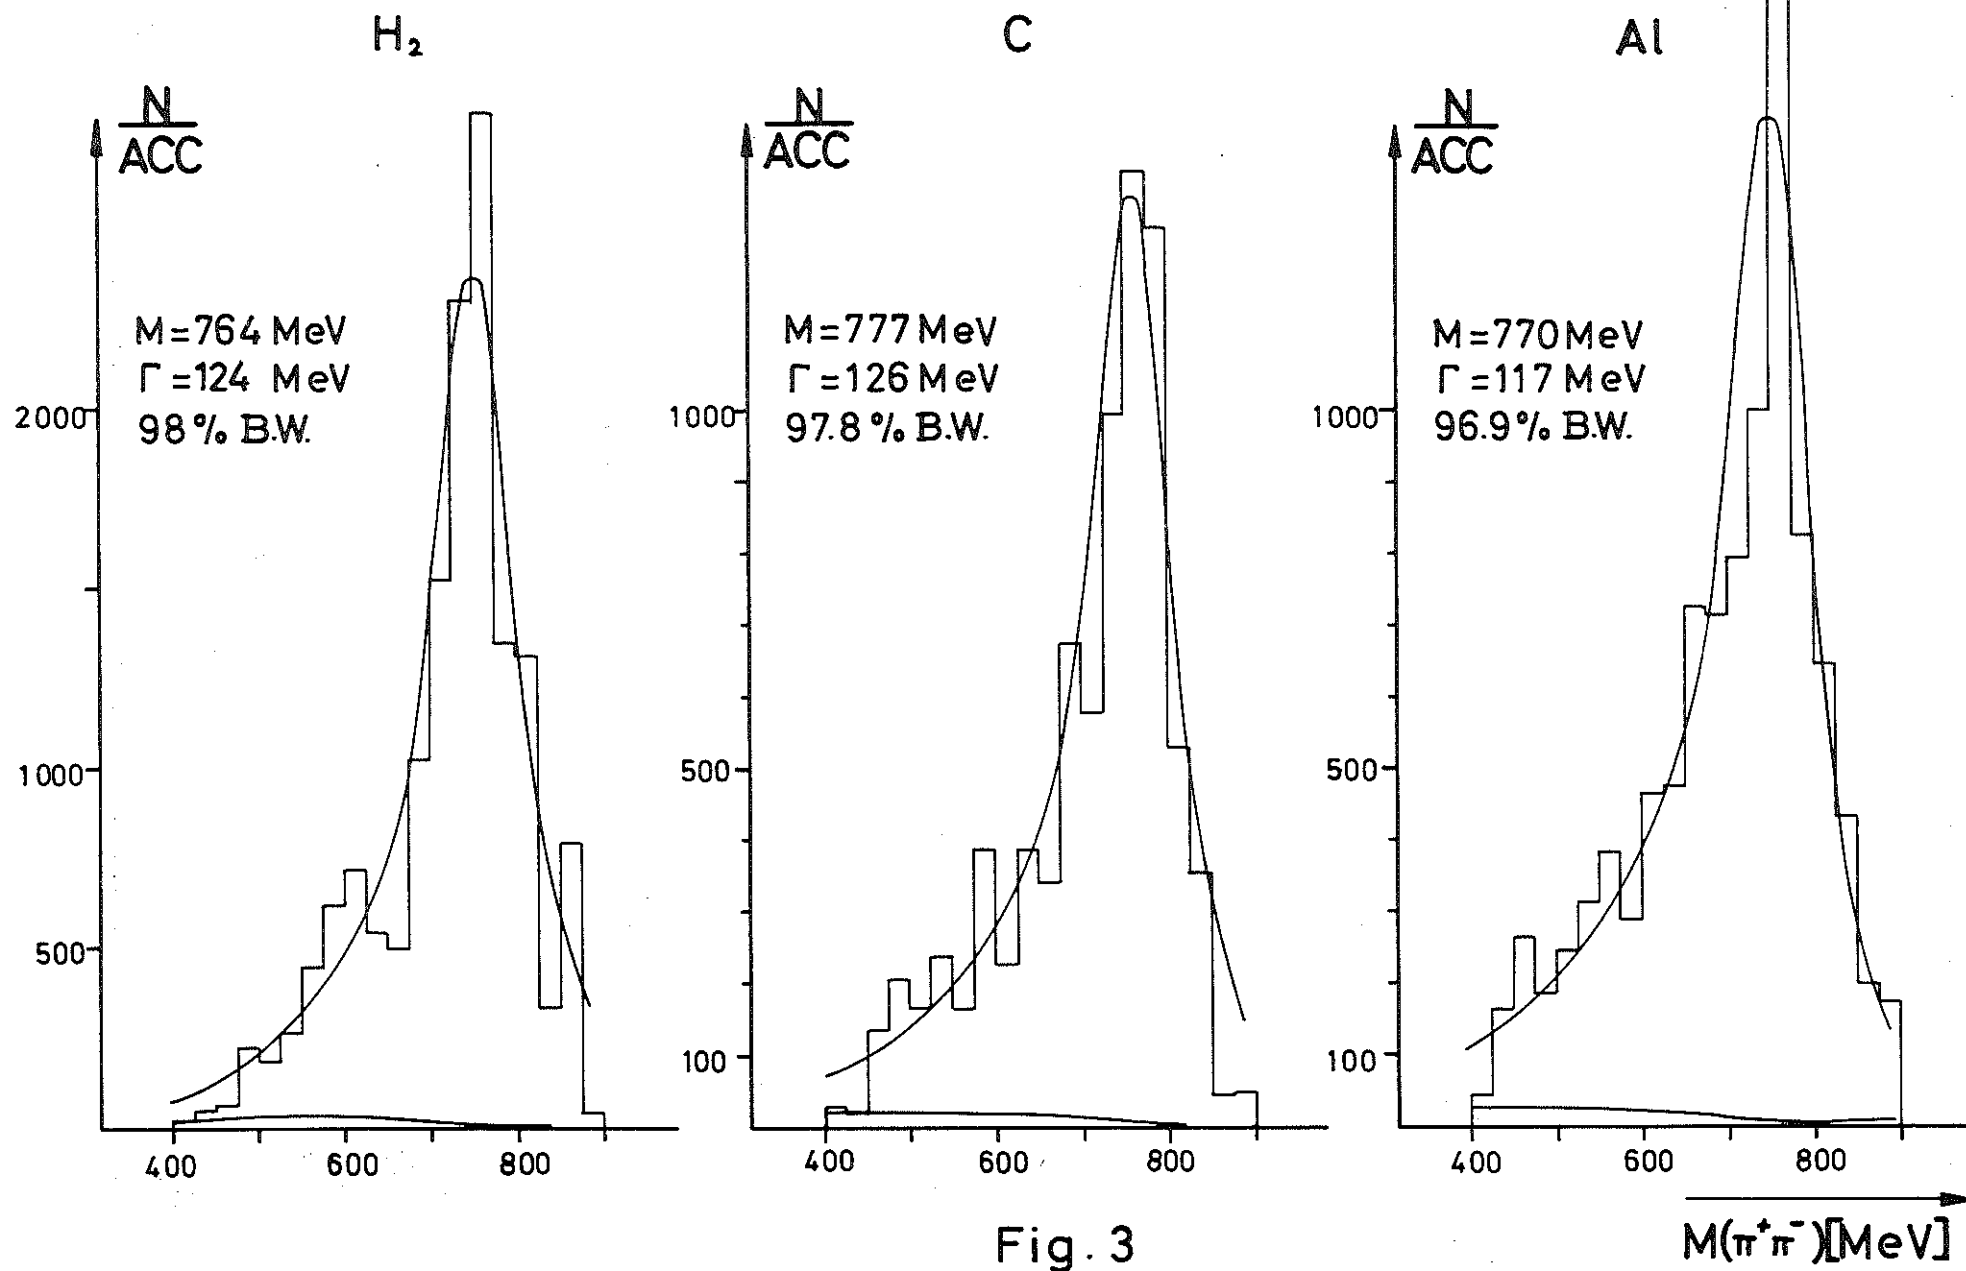 H₂
N
ACC
M=764 MeV
Γ=124 MeV
98% B.W.
2000
1000
500
400 600 800
C
N
ACC
M=777 MeV
Γ=126 MeV
97.8% B.W.
1000
500
100
400 600 800
Al
N
ACC
M=770 MeV
Γ=117 MeV
96.9% B.W.
1000
500
100
400 600 800
M(π⁺π⁻)[MeV]
Fig. 3